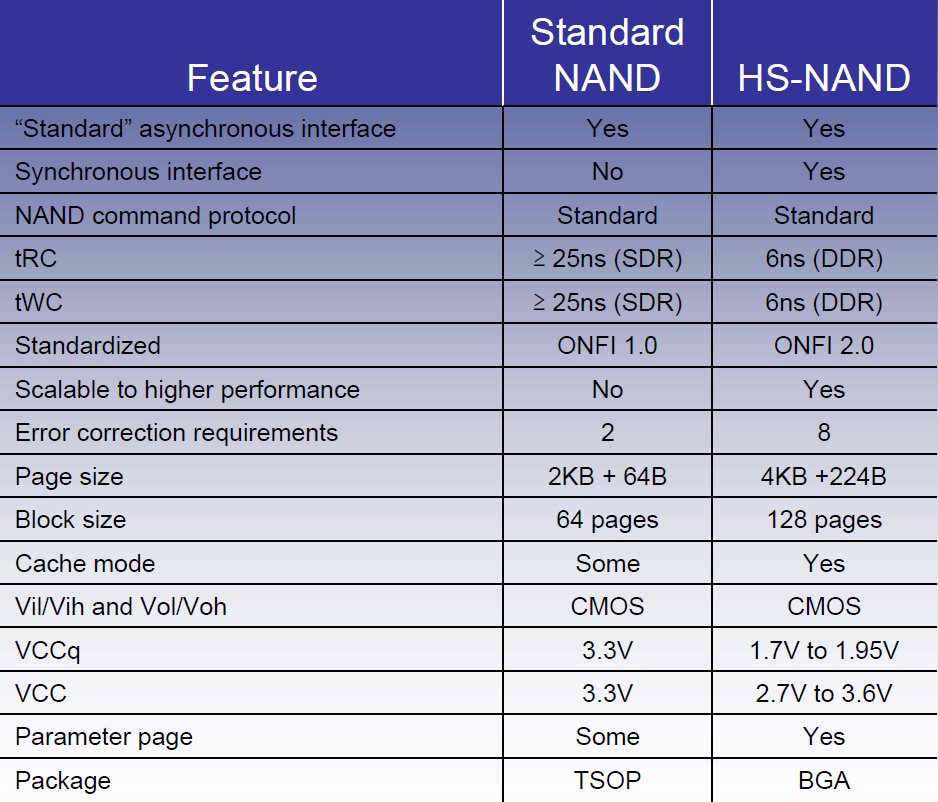 Feature Standard NAND HS-NAND
“Standard” asynchronous interface Yes Yes
Synchronous interface No Yes
NAND command protocol Standard Standard
tRC ≥ 25ns (SDR) 6ns (DDR)
tWC ≥ 25ns (SDR) 6ns (DDR)
Standardized ONFI 1.0 ONFI 2.0
Scalable to higher performance No Yes
Error correction requirements 2 8
Page size 2KB + 64B 4KB +224B
Block size 64 pages 128 pages
Cache mode Some Yes
Vil/Vih and Vol/Voh CMOS CMOS
VCCq 3.3V 1.7V to 1.95V
VCC 3.3V 2.7V to 3.6V
Parameter page Some Yes
Package TSOP BGA